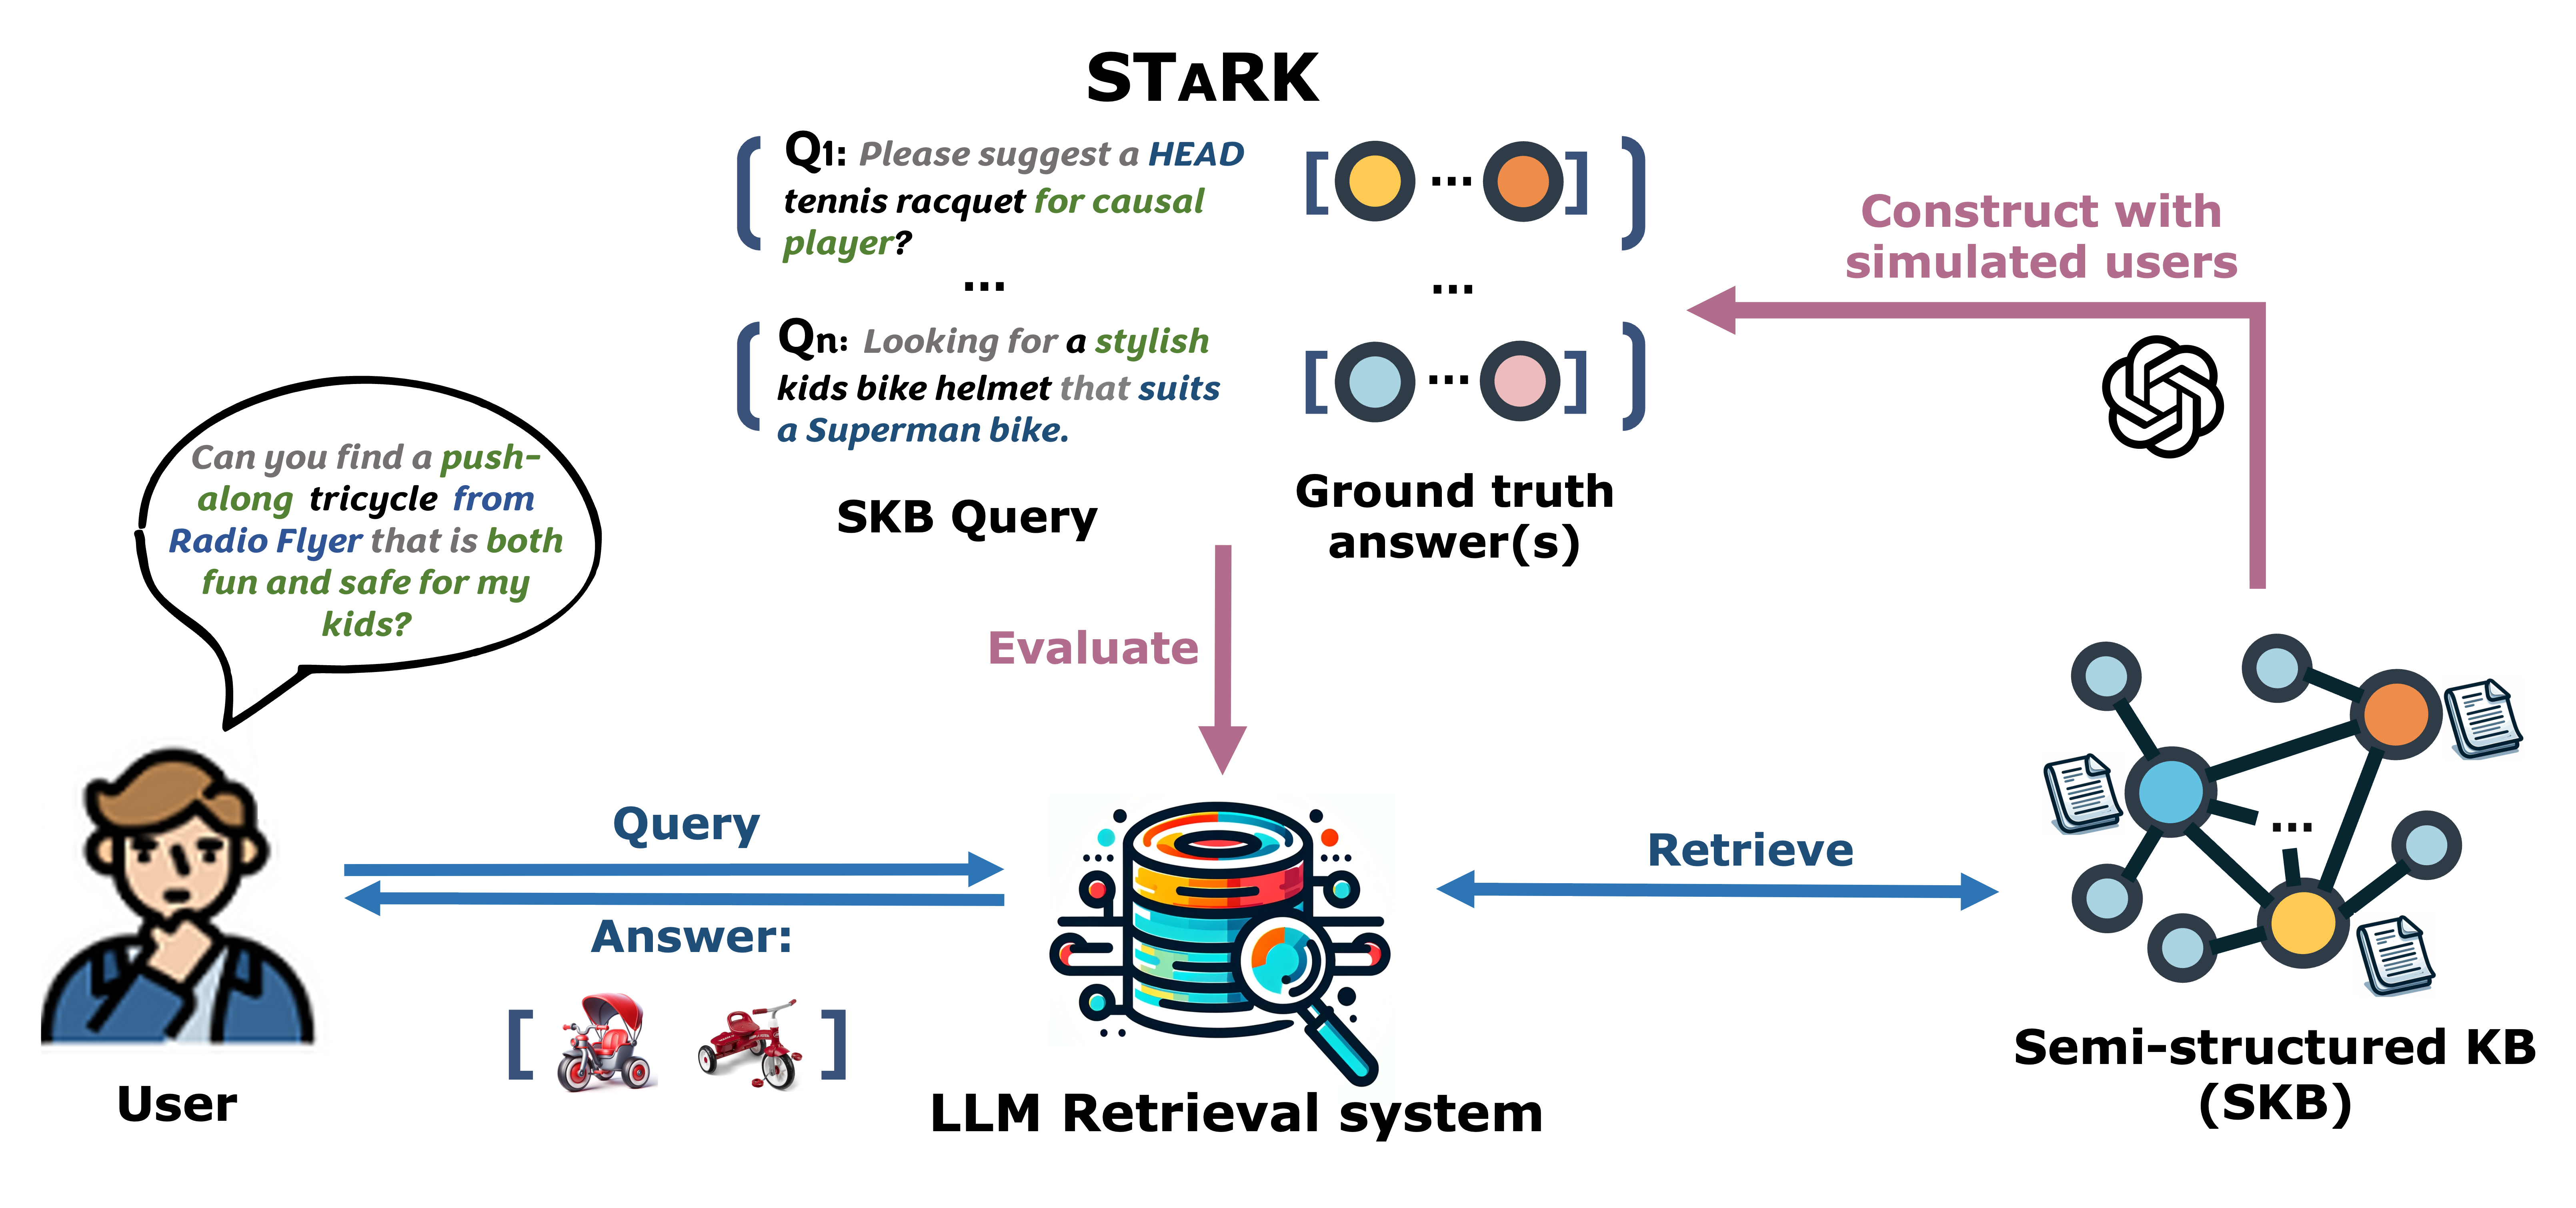 STARK
Q1: Please suggest a HEAD
tennis racquet for causal
player?
...
Qn: Looking for a stylish
kids bike helmet that suits
a Superman bike.
SKB Query
[ ... ]
...
[ ... ]
Ground truth
answer(s)
Construct with
simulated users
Can you find a push-
along tricycle from
Radio Flyer that is both
fun and safe for my
kids?
Evaluate
Query
Answer:
[ ]
User
LLM Retrieval system
Retrieve
...
Semi-structured KB
(SKB)